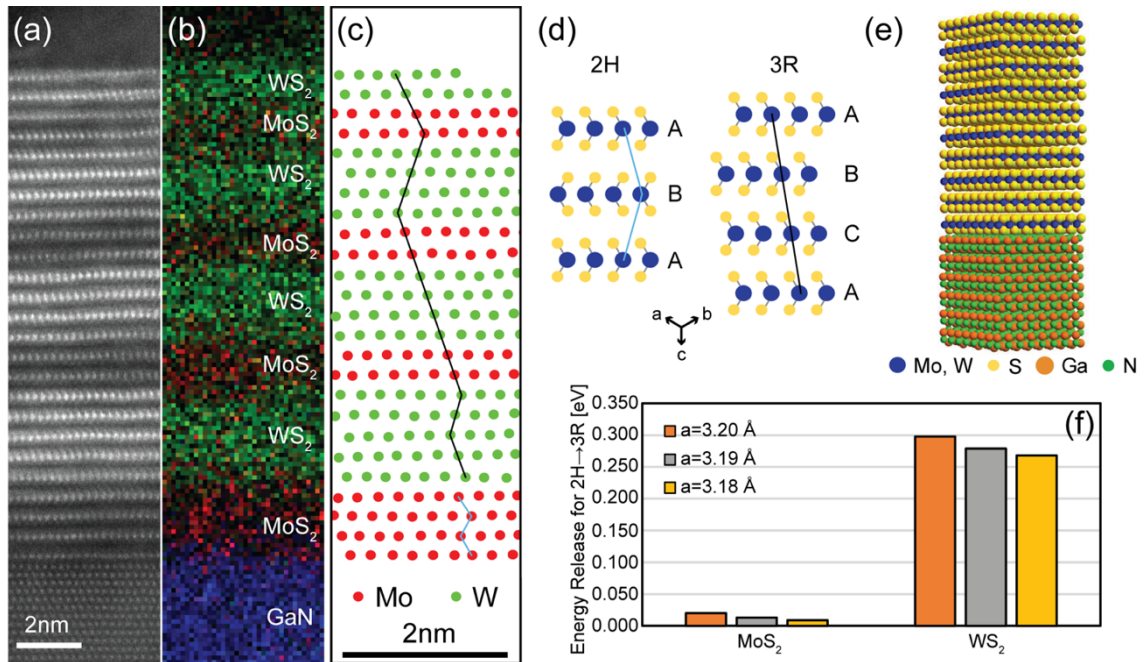 (a)
2nm
(b)
WS₂
MoS₂
WS₂
MoS₂
WS₂
MoS₂
WS₂
MoS₂
GaN
(c)
Mo W
2nm
(d)
2H 3R
A
B
A
A
B
C
A
a b
c
(e)
Mo, W S Ga N
(f)
Energy Release for 2H→3R [eV]
0.350
0.300
0.250
0.200
0.150
0.100
0.050
0.000
a=3.20 Å
a=3.19 Å
a=3.18 Å
MoS₂ WS₂